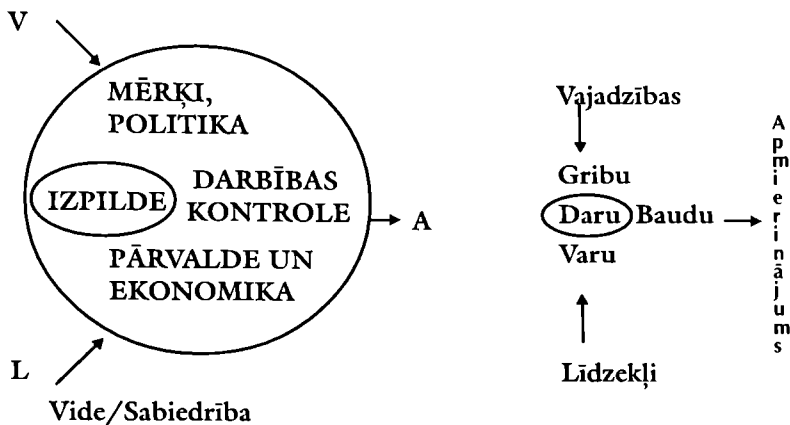 V
MĒRĶI,
POLITIKA
IZPILDE
DARBĪBAS
KONTROLE
A
PĀRVALDE UN
EKONOMIKA
L
Vide/Sabiedrība
Vajadzības
Gribu
Daru Baudu
Varu
Līdzekļi
Apmierinājums